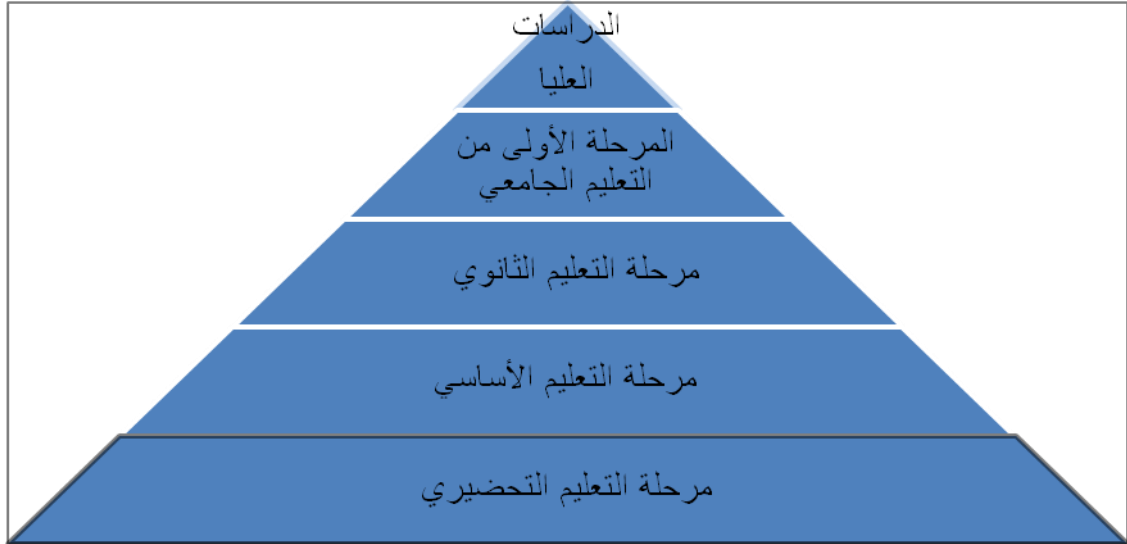 الدراسات
العليا
المرحلة الأولى من
التعليم الجامعي
مرحلة التعليم الثانوي
مرحلة التعليم الأساسي
مرحلة التعليم التحضيري